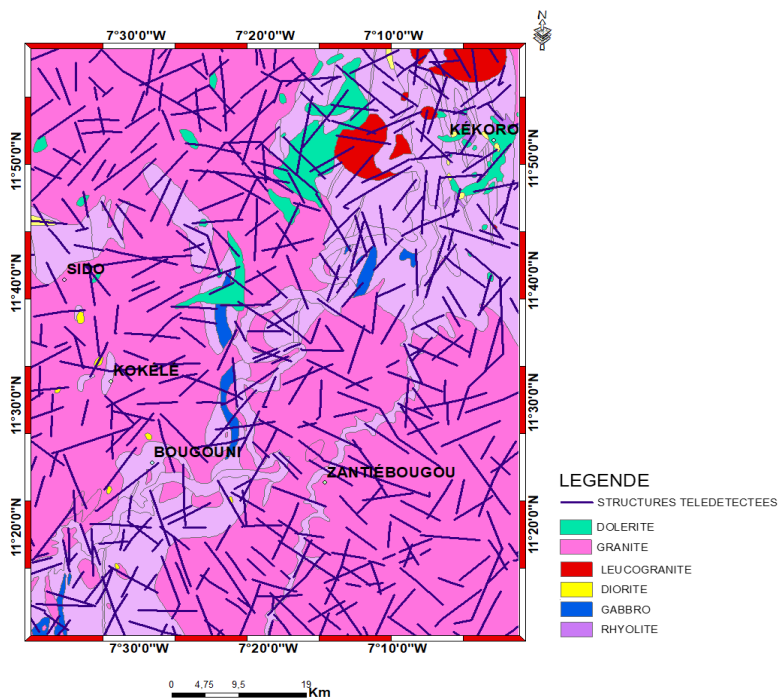 N
7°30'0"W 7°20'0"W 7°10'0"W
11°50'0"N 11°50'0"N
11°40'0"N 11°40'0"N
11°30'0"N 11°30'0"N
11°20'0"N 11°20'0"N
KÉKORO
SIDO
KOKÈLÈ
BOUGOUNI
ZANTIÉBOUGOU
7°30'0"W 7°20'0"W 7°10'0"W
LEGENDE
STRUCTURES TELEDETECTEES
DOLERITE
GRANITE
LEUCOGRANITE
DIORITE
GABBRO
RHYOLITE
0 4,75 9,5 19 Km